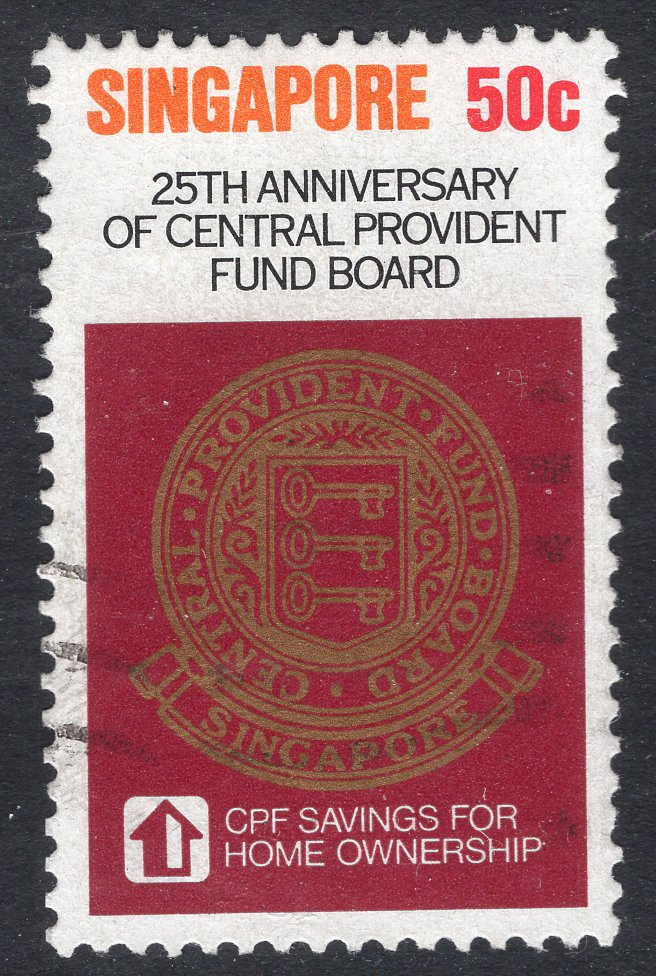 SINGAPORE 50c
25TH ANNIVERSARY
OF CENTRAL PROVIDENT
FUND BOARD
CENTRAL · PROVIDENT · FUND · BOARD ·
SINGAPORE
CPF SAVINGS FOR
HOME OWNERSHIP